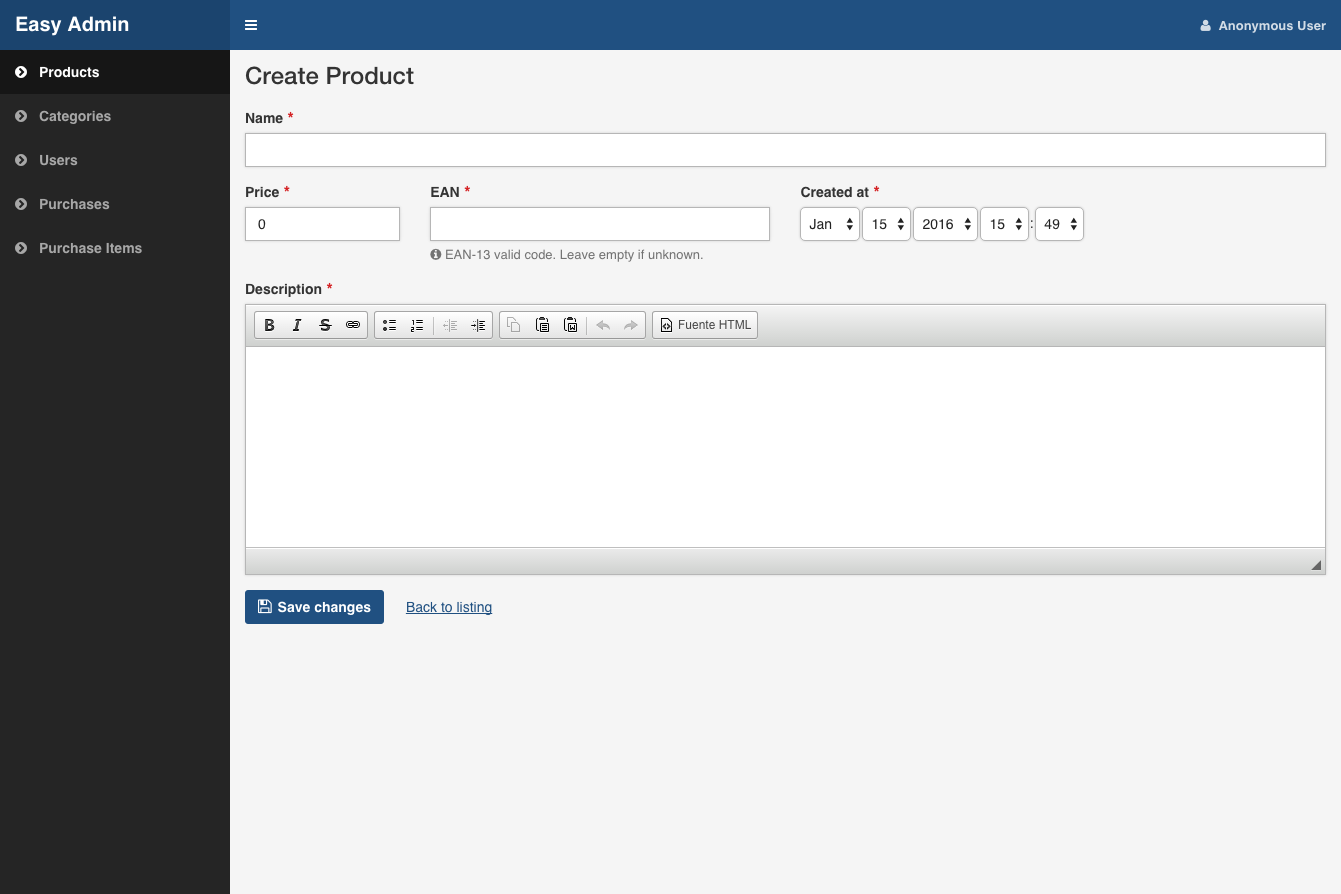 Easy Admin
Anonymous User
Products
Categories
Users
Purchases
Purchase Items
Create Product
Name *
Price * EAN * Created at *
0 Jan 15 2016 15 : 49
EAN-13 valid code. Leave empty if unknown.
Description *
B I S Fuente HTML
Save changes Back to listing